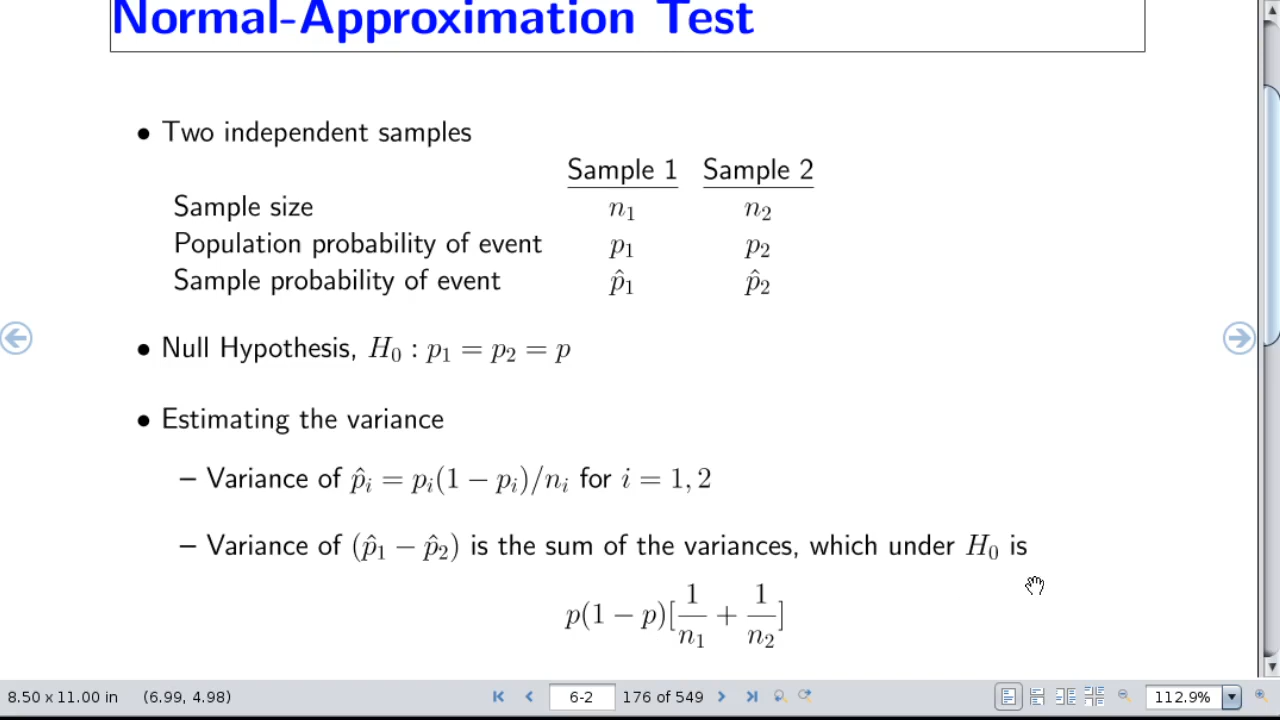 Normal-Approximation Test
• Two independent samples
Sample 1 Sample 2
Sample size n₁ n₂
Population probability of event p₁ p₂
Sample probability of event p̂₁ p̂₂
• Null Hypothesis, H₀ : p₁ = p₂ = p
• Estimating the variance
– Variance of p̂ᵢ = pᵢ(1 − pᵢ)/nᵢ for i = 1, 2
– Variance of (p̂₁ − p̂₂) is the sum of the variances, which under H₀ is
p(1 − p)[1/n₁ + 1/n₂]
8.50 x 11.00 in (6.99, 4.98) 6-2 176 of 549 112.9%